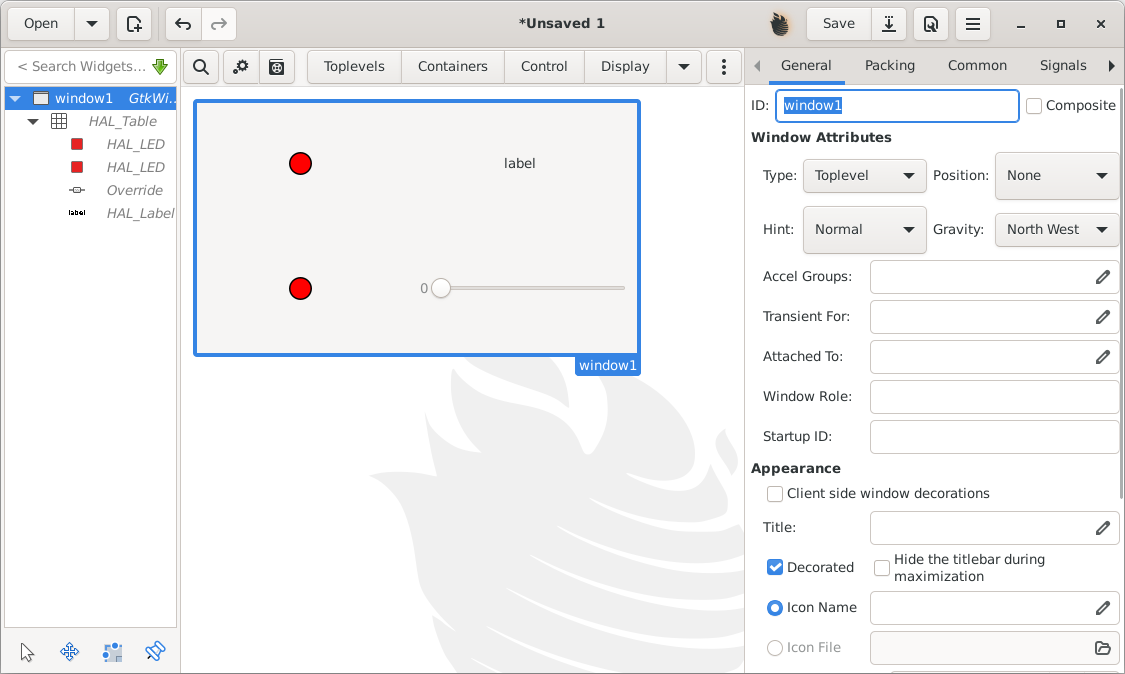 Open
*Unsaved 1
Save
< Search Widgets...
Toplevels
Containers
Control
Display
General
Packing
Common
Signals
window1 GtkWi..
HAL_Table
HAL_LED
HAL_LED
Override
HAL_Label
label
label
0
window1
ID: window1 Composite
Window Attributes
Type: Toplevel Position: None
Hint: Normal Gravity: North West
Accel Groups:
Transient For:
Attached To:
Window Role:
Startup ID:
Appearance
Client side window decorations
Title:
Decorated
Hide the titlebar during
maximization
Icon Name
Icon File